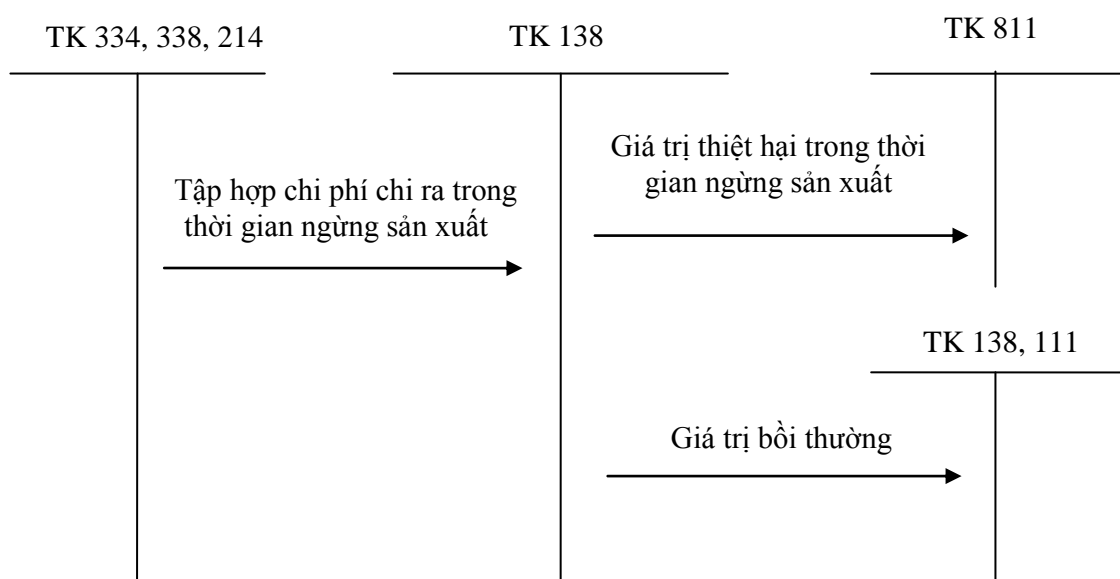 TK 334, 338, 214
TK 138
TK 811
Tập hợp chi phí chi ra trong
thời gian ngừng sản xuất
Giá trị thiệt hại trong thời
gian ngừng sản xuất
TK 138, 111
Giá trị bồi thường